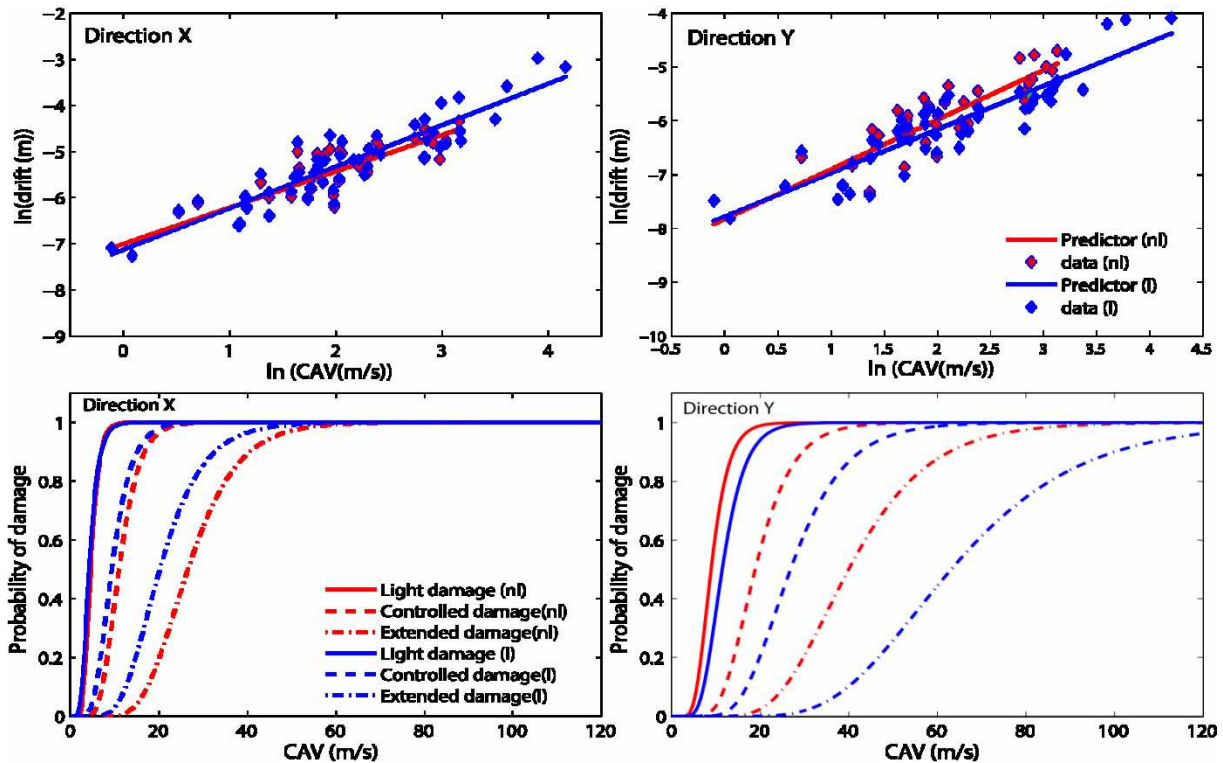 Direction X
−2
−3
−4
−5
−6
−7
−8
−9
ln(drift (m))
0
1
2
3
4
ln (CAV(m/s))
Direction Y
−4
−5
−6
−7
−8
−9
−10
ln(drift (m))
Predictor (nl)
data (nl)
Predictor (l)
data (l)
−0.5
0
0.5
1
1.5
2
2.5
3
3.5
4
4.5
ln (CAV(m/s))
Direction X
1
0.8
0.6
0.4
0.2
0
Probability of damage
Light damage (nl)
Controlled damage(nl)
Extended damage(nl)
Light damage (l)
Controlled damage(l)
Extended damage(l)
0
20
40
60
80
100
120
CAV (m/s)
Direction Y
1
0.8
0.6
0.4
0.2
0
Probability of damage
0
20
40
60
80
100
120
CAV (m/s)